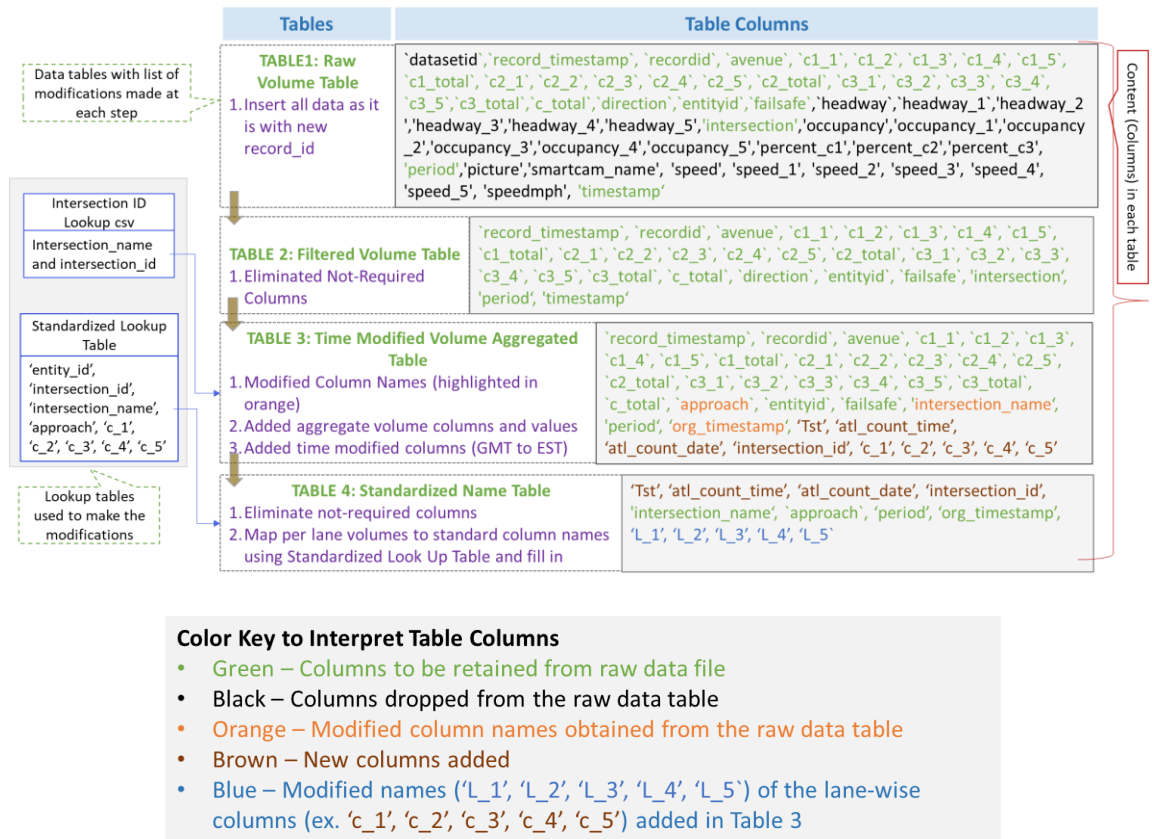 Tables
Table Columns
Data tables with list of
modifications made at
each step
TABLE1: Raw
Volume Table
1. Insert all data as it
is with new
record_id
`datasetid`,`record_timestamp`, `recordid`, `avenue`, `c1_1`, `c1_2`, `c1_3`, `c1_4`, `c1_5`,
`c1_total`, `c2_1`, `c2_2`, `c2_3`, `c2_4`, `c2_5`, `c2_total`, `c3_1`, `c3_2`, `c3_3`, `c3_4`,
`c3_5`,`c3_total`,`c_total`,`direction`,`entityid`,`failsafe`,`headway`,`headway_1`,'headway_2
','headway_3','headway_4','headway_5','intersection','occupancy','occupancy_1','occupancy
_2','occupancy_3','occupancy_4','occupancy_5','percent_c1','percent_c2','percent_c3',
'period','picture','smartcam_name', 'speed', 'speed_1', 'speed_2', 'speed_3', 'speed_4',
'speed_5', 'speedmph', 'timestamp‘
Content (Columns) in each table
Intersection ID
Lookup csv
Intersection_name
and intersection_id
TABLE 2: Filtered Volume Table
1. Eliminated Not-Required
Columns
`record_timestamp`, `recordid`, `avenue`, `c1_1`, `c1_2`, `c1_3`, `c1_4`, `c1_5`,
`c1_total`, `c2_1`, `c2_2`, `c2_3`, `c2_4`, `c2_5`, `c2_total`, `c3_1`, `c3_2`, `c3_3`,
`c3_4`, `c3_5`, `c3_total`, `c_total`, `direction`, `entityid`, `failsafe`, 'intersection‘,
'period‘, 'timestamp‘
Standardized Lookup
Table
‘entity_id’,
‘intersection_id’,
‘intersection_name’,
‘approach’, ‘c_1’,
‘c_2’, ‘c_3’, ‘c_4’, ‘c_5’
TABLE 3: Time Modified Volume Aggregated
Table
1. Modified Column Names (highlighted in
orange)
2. Added aggregate volume columns and values
3. Added time modified columns (GMT to EST)
`record_timestamp`, `recordid`, `avenue`, `c1_1`, `c1_2`, `c1_3`,
`c1_4`, `c1_5`, `c1_total`, `c2_1`, `c2_2`, `c2_3`, `c2_4`, `c2_5`,
`c2_total`, `c3_1`, `c3_2`, `c3_3`, `c3_4`, `c3_5`, `c3_total`,
`c_total`, `approach`, `entityid`, `failsafe`, 'intersection_name‘,
'period‘, 'org_timestamp‘, ‘Tst’, ‘atl_count_time’,
‘atl_count_date’, ‘intersection_id’, ‘c_1’, ‘c_2’, ‘c_3’, ‘c_4’, ‘c_5’
Lookup tables
used to make the
modifications
TABLE 4: Standardized Name Table
1. Eliminate not-required columns
2. Map per lane volumes to standard column names
using Standardized Look Up Table and fill in
‘Tst’, ‘atl_count_time’, ‘atl_count_date’, ‘intersection_id’,
'intersection_name‘, `approach`, ‘period’, ‘org_timestamp’,
‘L_1’, ‘L_2’, ‘L_3’, ‘L_4’, ‘L_5`
Color Key to Interpret Table Columns
• Green – Columns to be retained from raw data file
• Black – Columns dropped from the raw data table
• Orange – Modified column names obtained from the raw data table
• Brown – New columns added
• Blue – Modified names (‘L_1’, ‘L_2’, ‘L_3’, ‘L_4’, ‘L_5`) of the lane-wise
columns (ex. ‘c_1’, ‘c_2’, ‘c_3’, ‘c_4’, ‘c_5’) added in Table 3